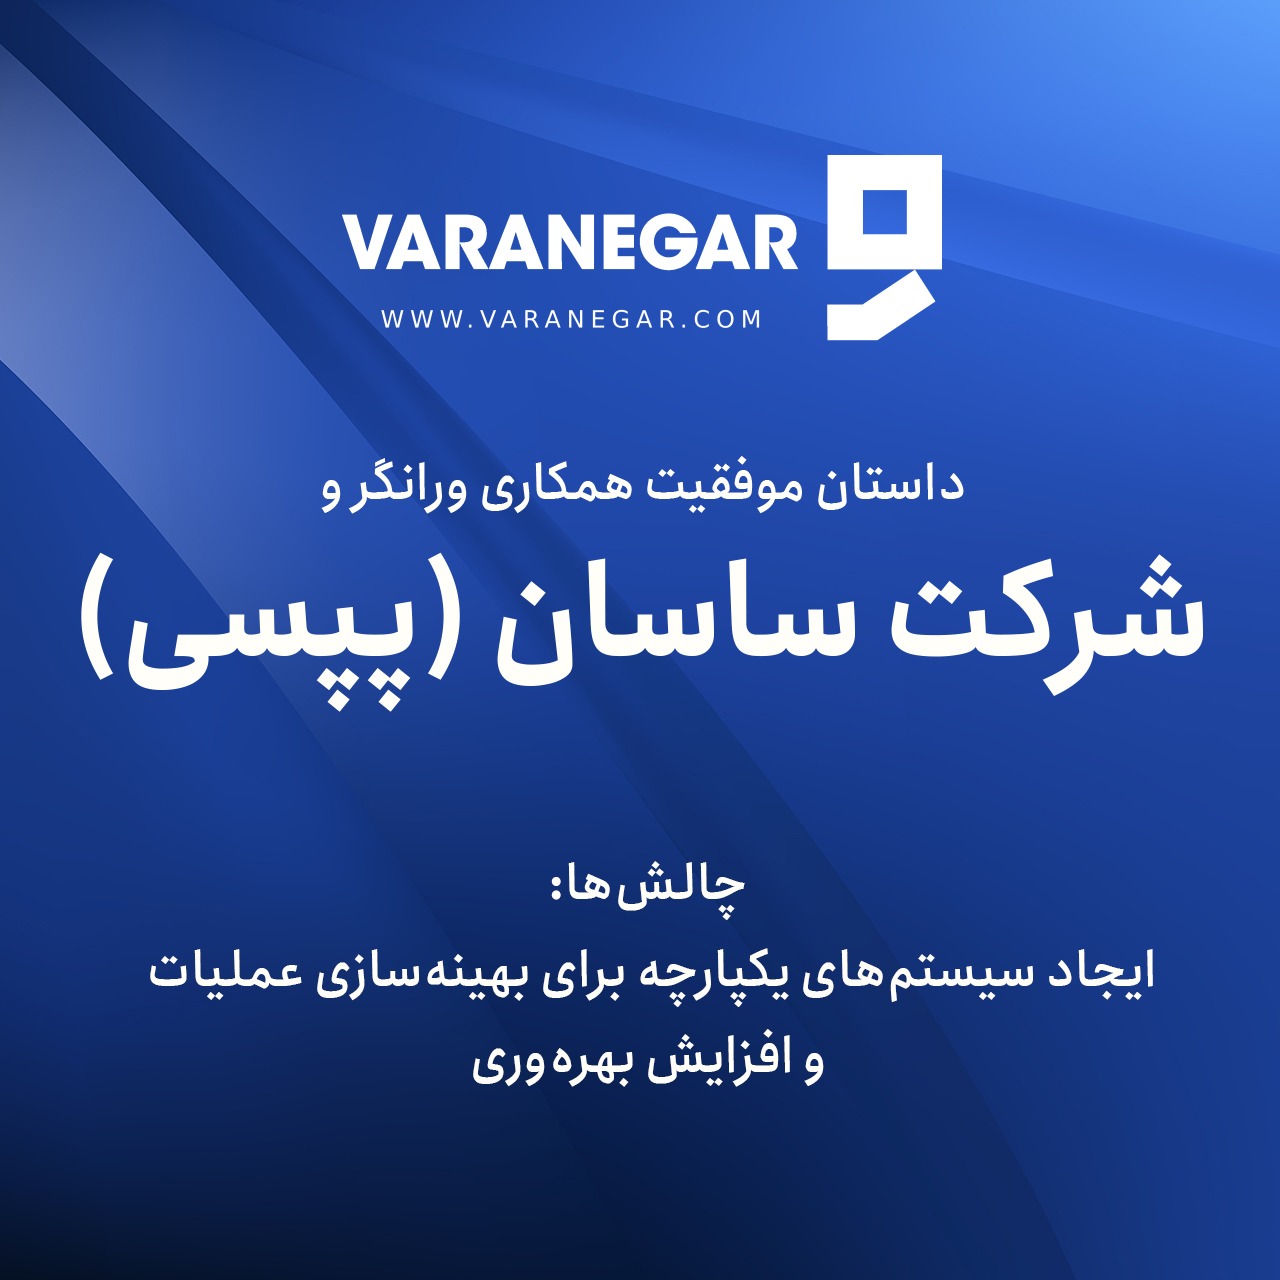 VARANEGAR
WWW.VARANEGAR.COM
داستان موفقیت همکاری ورانگر و
شرکت ساسان (پپسی)
چالش‌ها:
ایجاد سیستم‌های یکپارچه برای بهینه‌سازی عملیات
و افزایش بهره‌وری